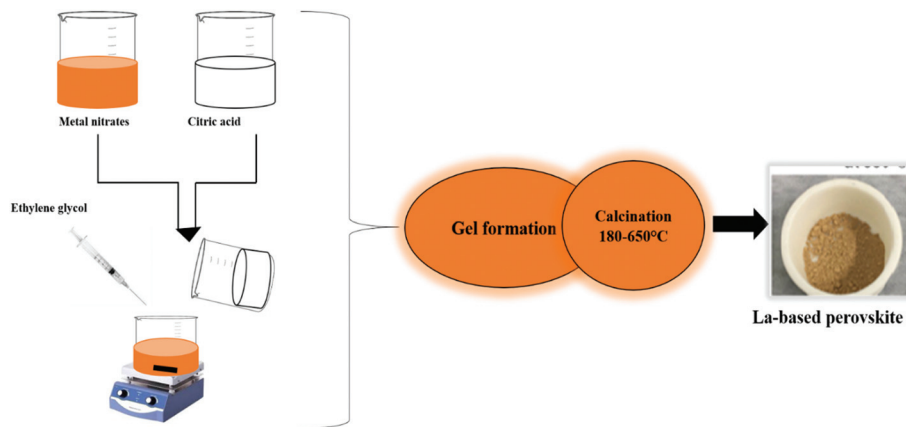 Metal nitrates
Citric acid
Ethylene glycol
Gel formation
Calcination
180-650°C
La-based perovskite